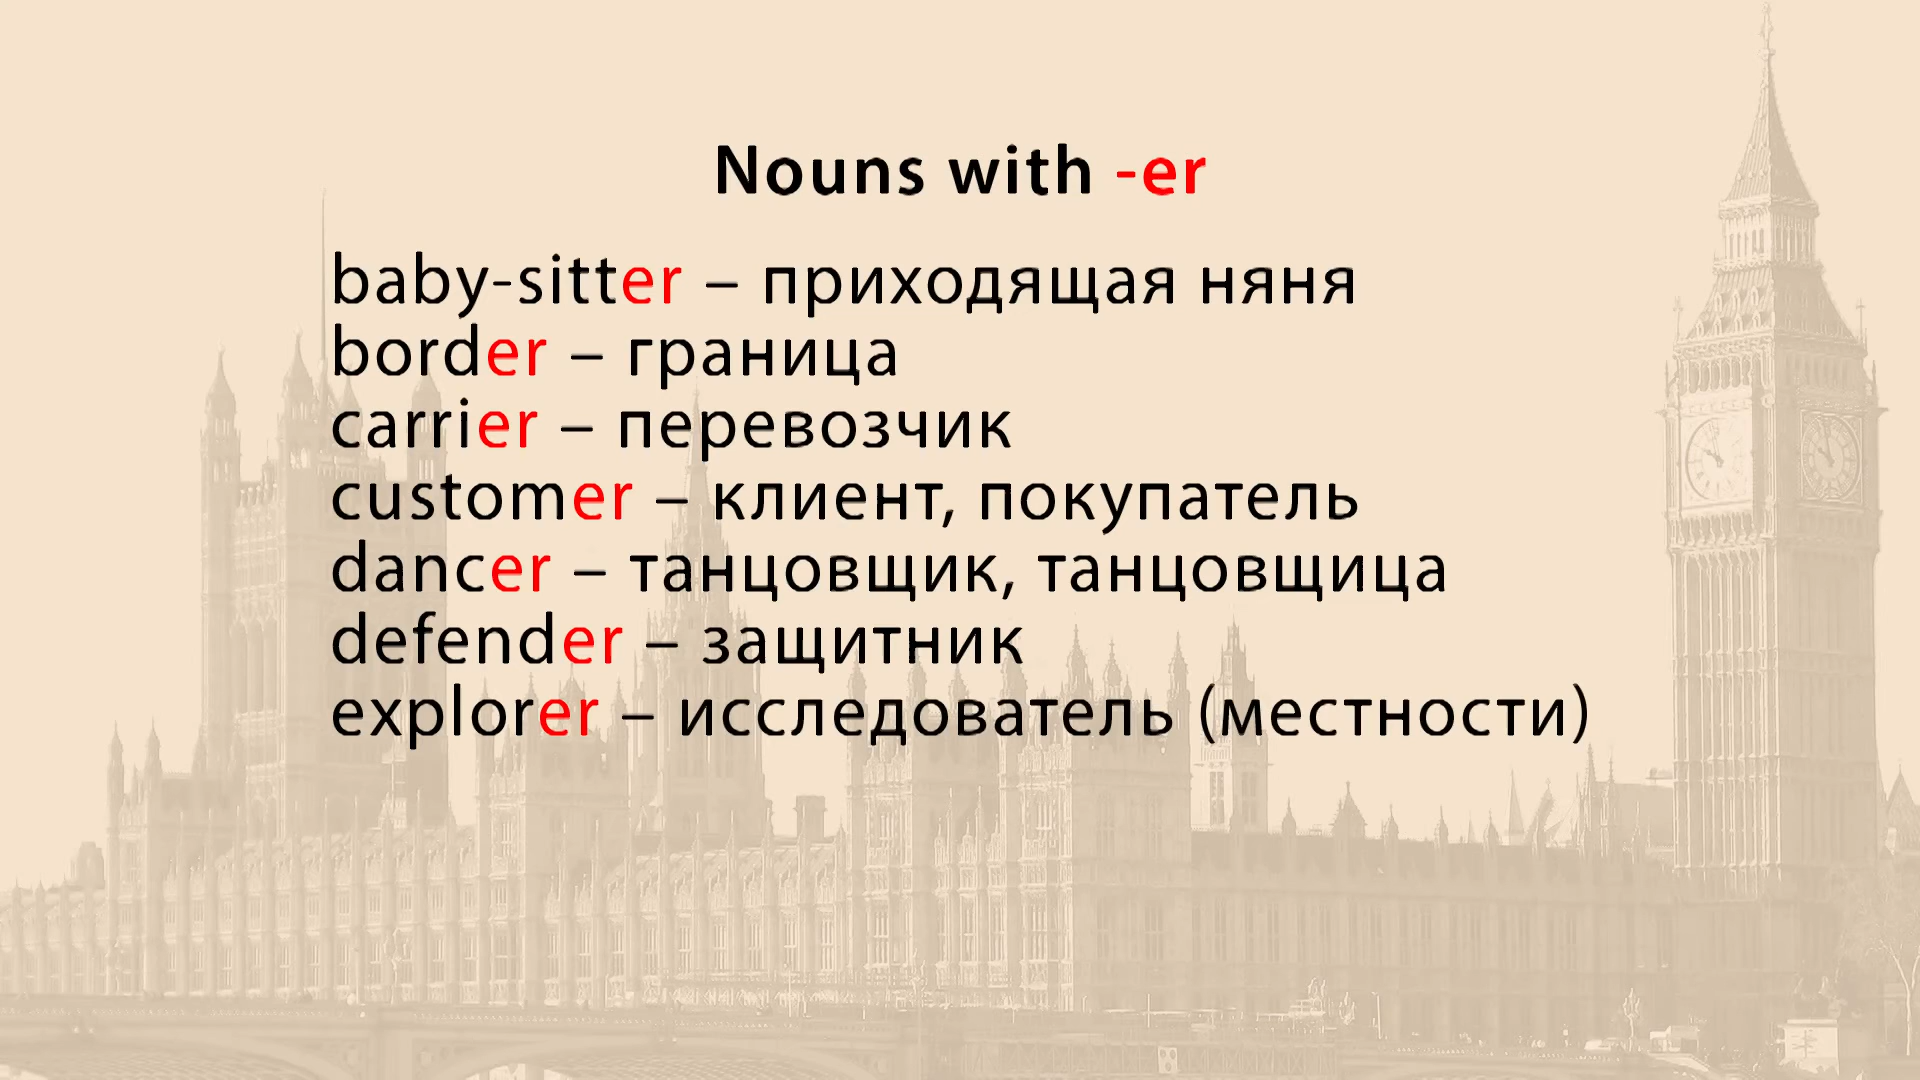 Nouns with -er
baby-sitter – приходящая няня
border – граница
carrier – перевозчик
customer – клиент, покупатель
dancer – танцовщик, танцовщица
defender – защитник
explorer – исследователь (местности)